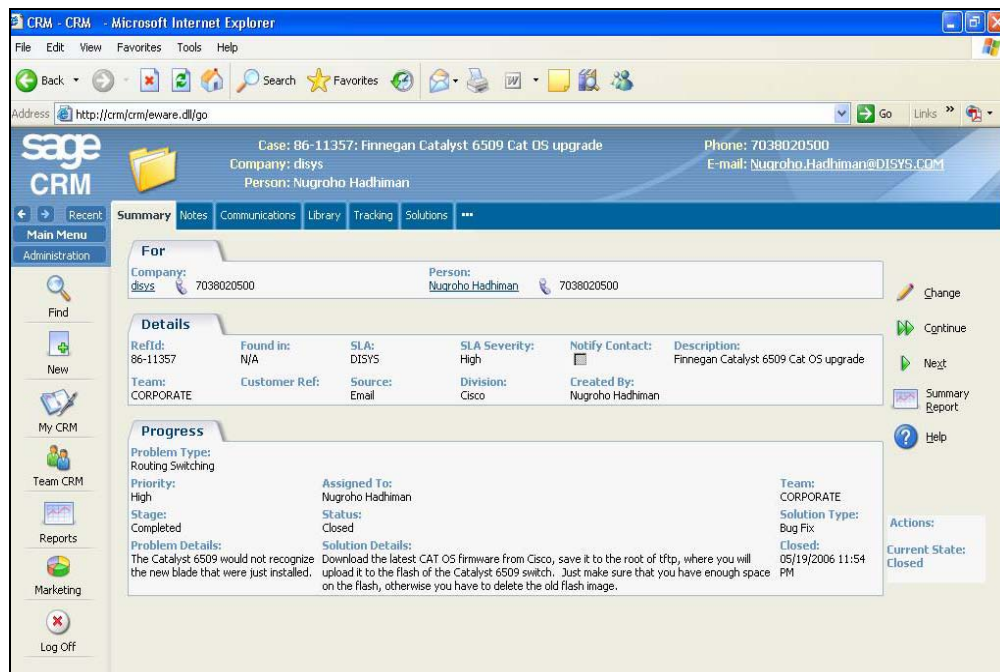 CRM - CRM - Microsoft Internet Explorer
File Edit View Favorites Tools Help
Back Search Favorites
Address http://crm/crm/eware.dll/go Go Links »
sage CRM
Case: 86-11357: Finnegan Catalyst 6509 Cat OS upgrade Phone: 7038020500
Company: disys E-mail: Nugroho.Hadhiman@DISYS.COM
Person: Nugroho Hadhiman
Recent Summary Notes Communications Library Tracking Solutions •••
Main Menu
Administration
Find
New
My CRM
Team CRM
Reports
Marketing
Log Off
For
Company: Person:
disys 7038020500 Nugroho Hadhiman 7038020500
Details
RefId: Found in: SLA: SLA Severity: Notify Contact: Description:
86-11357 N/A DISYS High Finnegan Catalyst 6509 Cat OS upgrade
Team: Customer Ref: Source: Division: Created By:
CORPORATE Email Cisco Nugroho Hadhiman
Progress
Problem Type:
Routing Switching
Priority: Assigned To: Team:
High Nugroho Hadhiman CORPORATE
Stage: Status: Solution Type:
Completed Closed Bug Fix
Problem Details: Solution Details: Closed:
The Catalyst 6509 would not recognize Download the latest CAT OS firmware from Cisco, save it to the root of tftp, where you will 05/19/2006 11:54
the new blade that were just installed. upload it to the flash of the Catalyst 6509 switch. Just make sure that you have enough space PM
on the flash, otherwise you have to delete the old flash image.
Change
Continue
Next
Summary
Report
Help
Actions:
Current State:
Closed